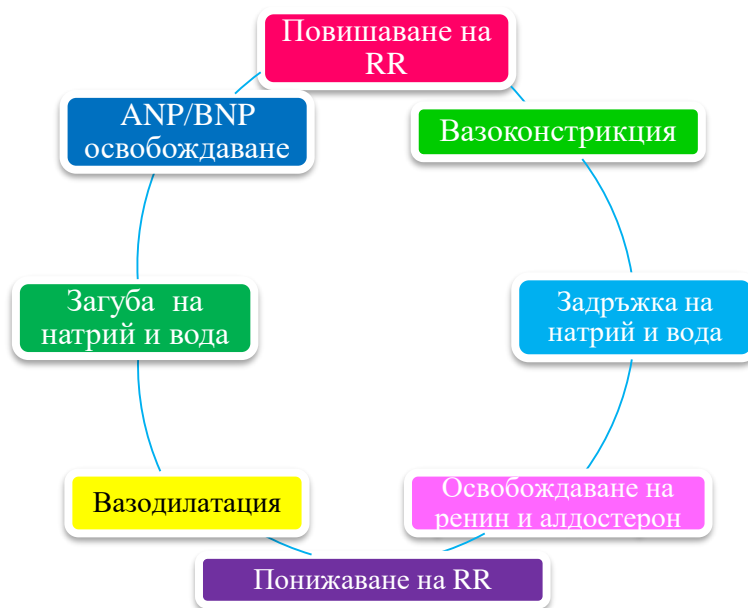 Повишаване на
RR
ANP/BNP
освобождаване
Вазоконстрикция
Загуба на
натрий и вода
Задръжка на
натрий и вода
Вазодилатация
Освобождаване на
ренин и алдостерон
Понижаване на RR